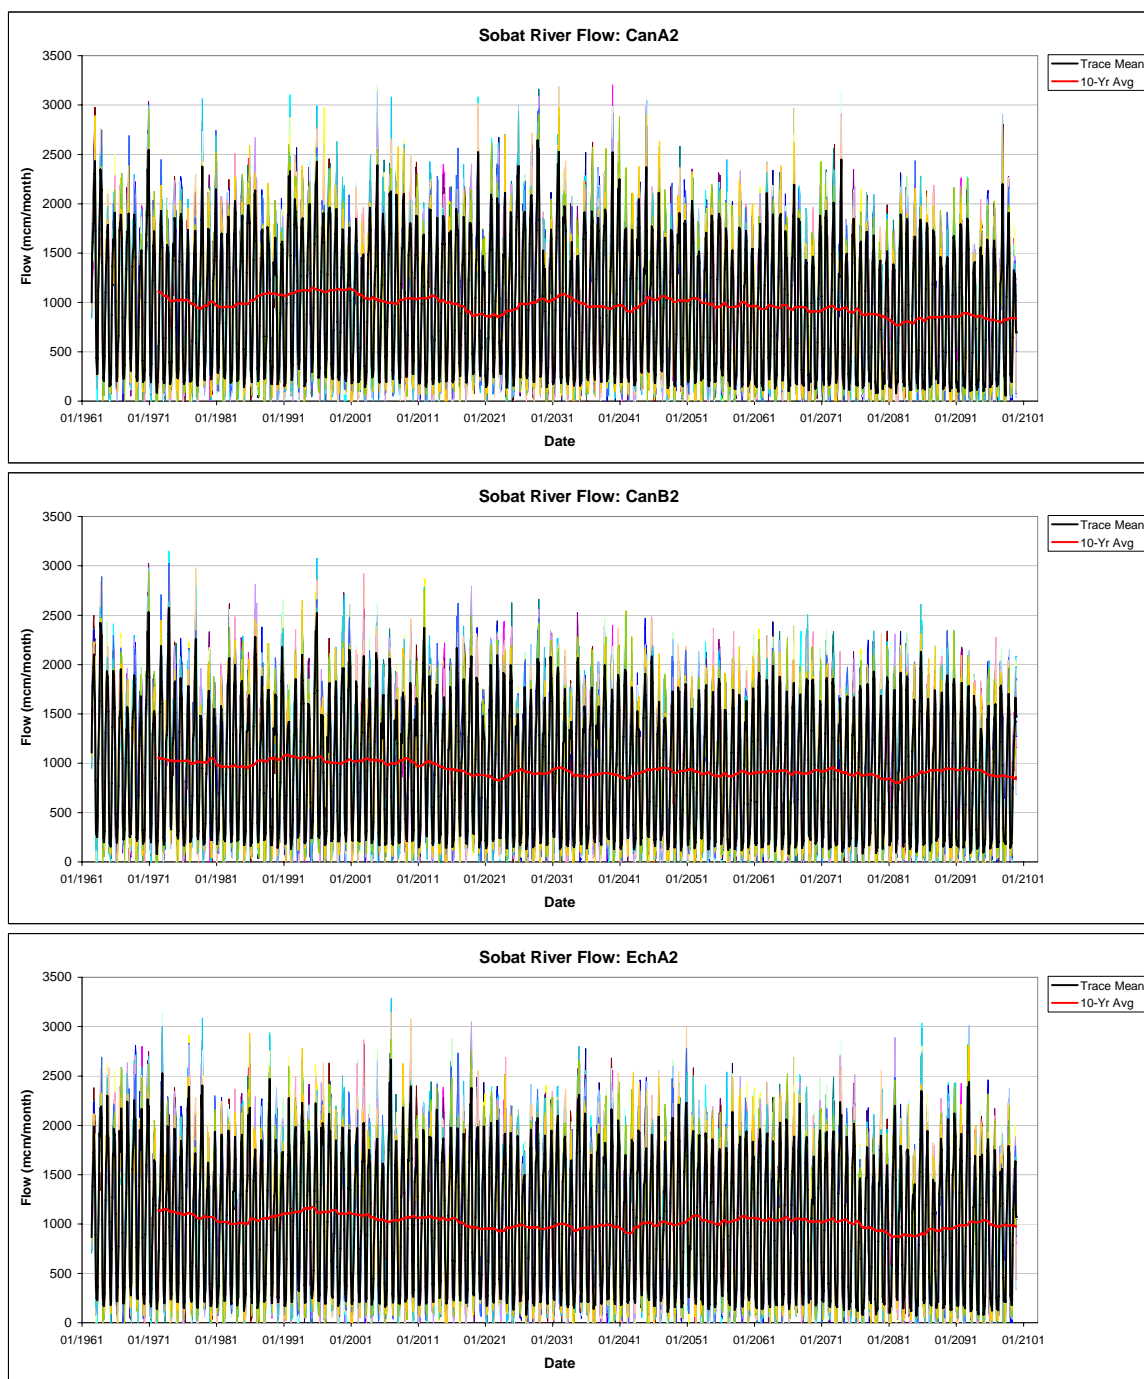 Sobat River Flow: CanA2
3500
3000
2500
2000
1500
1000
500
0
Flow (mcm/month)
01/1961 01/1971 01/1981 01/1991 01/2001 01/2011 01/2021 01/2031 01/2041 01/2051 01/2061 01/2071 01/2081 01/2091 01/2101
Date
Trace Mean
10-Yr Avg
Sobat River Flow: CanB2
3500
3000
2500
2000
1500
1000
500
0
Flow (mcm/month)
01/1961 01/1971 01/1981 01/1991 01/2001 01/2011 01/2021 01/2031 01/2041 01/2051 01/2061 01/2071 01/2081 01/2091 01/2101
Date
Trace Mean
10-Yr Avg
Sobat River Flow: EchA2
3500
3000
2500
2000
1500
1000
500
0
Flow (mcm/month)
01/1961 01/1971 01/1981 01/1991 01/2001 01/2011 01/2021 01/2031 01/2041 01/2051 01/2061 01/2071 01/2081 01/2091 01/2101
Date
Trace Mean
10-Yr Avg